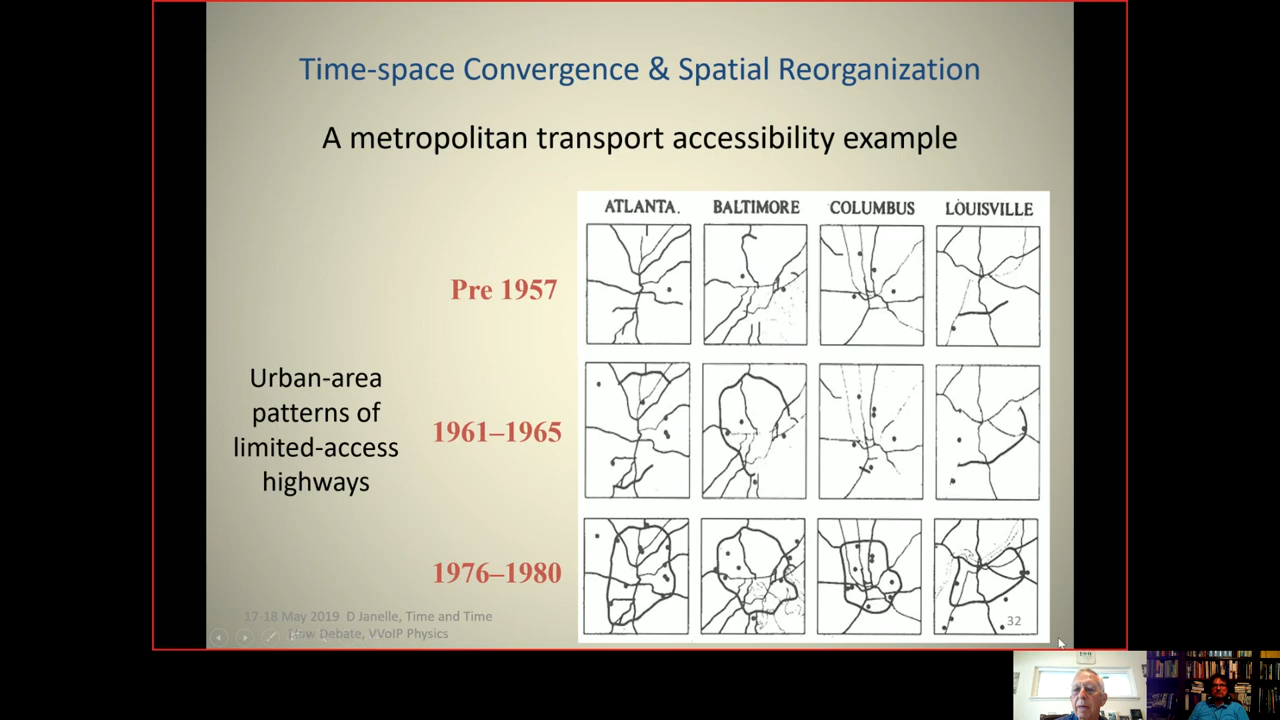 Time-space Convergence & Spatial Reorganization
A metropolitan transport accessibility example
ATLANTA. BALTIMORE COLUMBUS LOUISVILLE
Pre 1957
Urban-area
patterns of
limited-access
highways
1961–1965
1976–1980
17-18 May 2019 D Janelle, Time and Time
Now Debate, VVoIP Physics
32